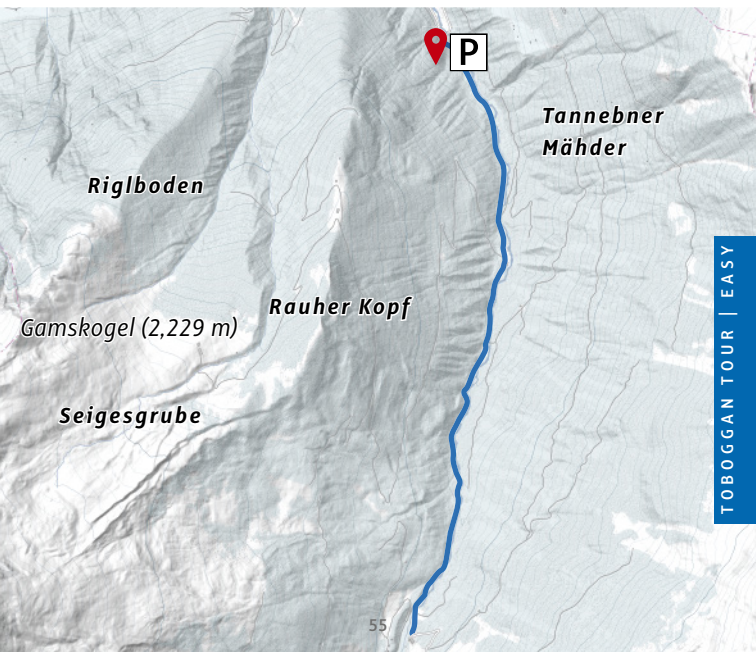 P
Tannebner
Mähder
Riglboden
Rauher Kopf
Gamskogel (2,229 m)
Seigesgrube
TOBOGGAN TOUR | EASY
55